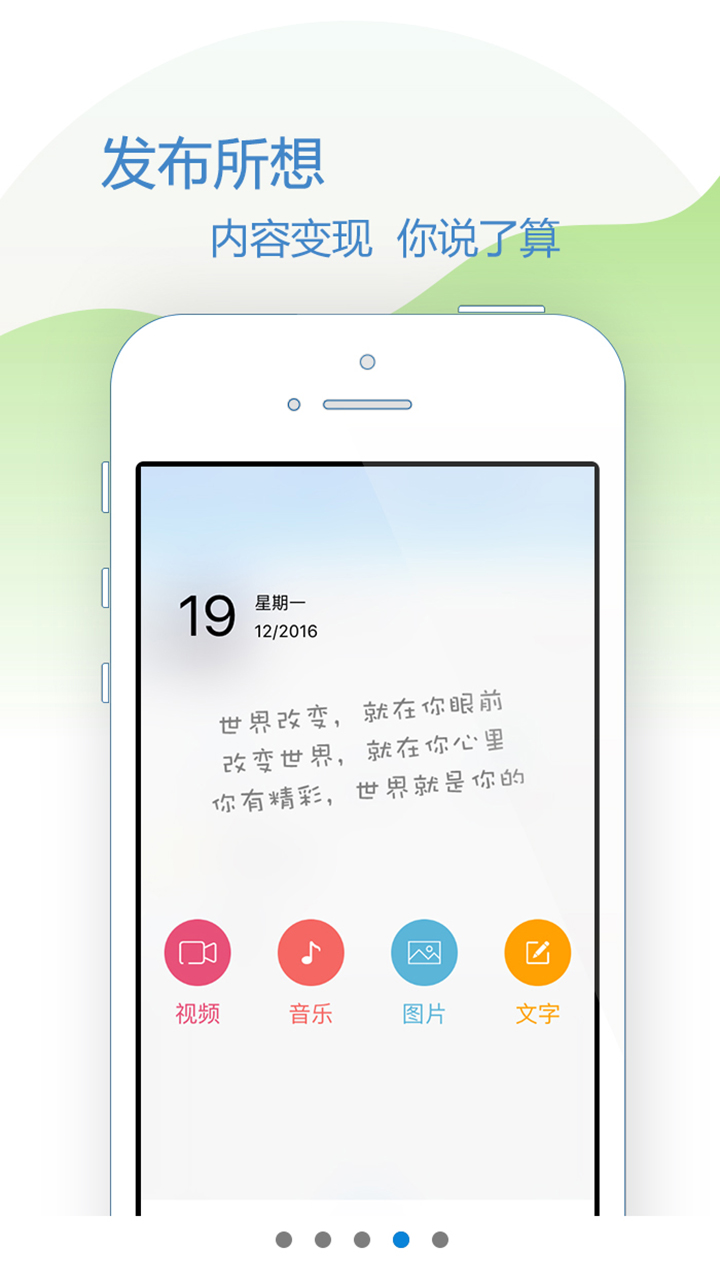 发布所想
内容变现 你说了算
19
星期一
12/2016
世界改变，就在你眼前
改变世界，就在你心里
你有精彩，世界就是你的
视频 音乐 图片 文字